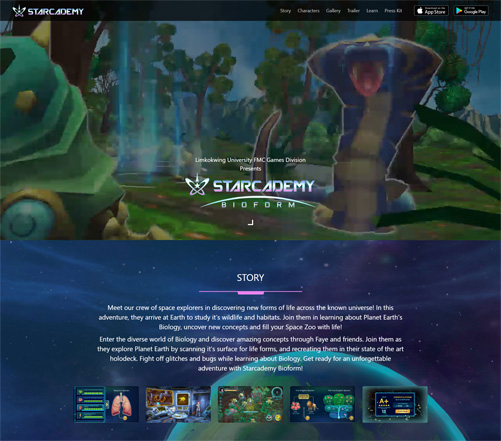 STARCADEMY
Story Characters Gallery Trailer Learn Press Kit
App Store
Google Play
Limkokwing University FMC Games Division
Presents
STARCADEMY
BIOFORM
STORY
Meet our crew of space explorers in discovering new forms of life across the known universe! In this
adventure, they arrive at Earth to study it's wildlife and habitats. Join them in learning about Planet Earth's
Biology, uncover new concepts and fill your Space Zoo with life!
Enter the diverse world of Biology and discover amazing concepts through Faye and friends. Join them as
they explore Planet Earth by scanning it's surface for life forms, and recreating them in their state of the art
holodeck. Fight off glitches and bugs while learning about Biology. Get ready for an unforgettable
adventure with Starcademy Bioform!
A+